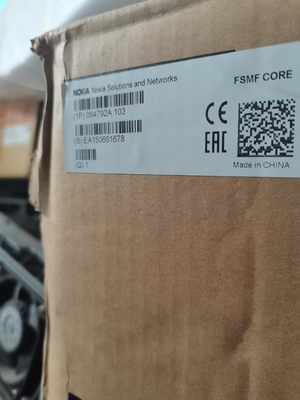 NOKIA Nokia Solutions and Networks
FSMF CORE
(1P) 084792A.103
(S) EA150661678
(Q) 1
CE
EAC
Made in CHINA